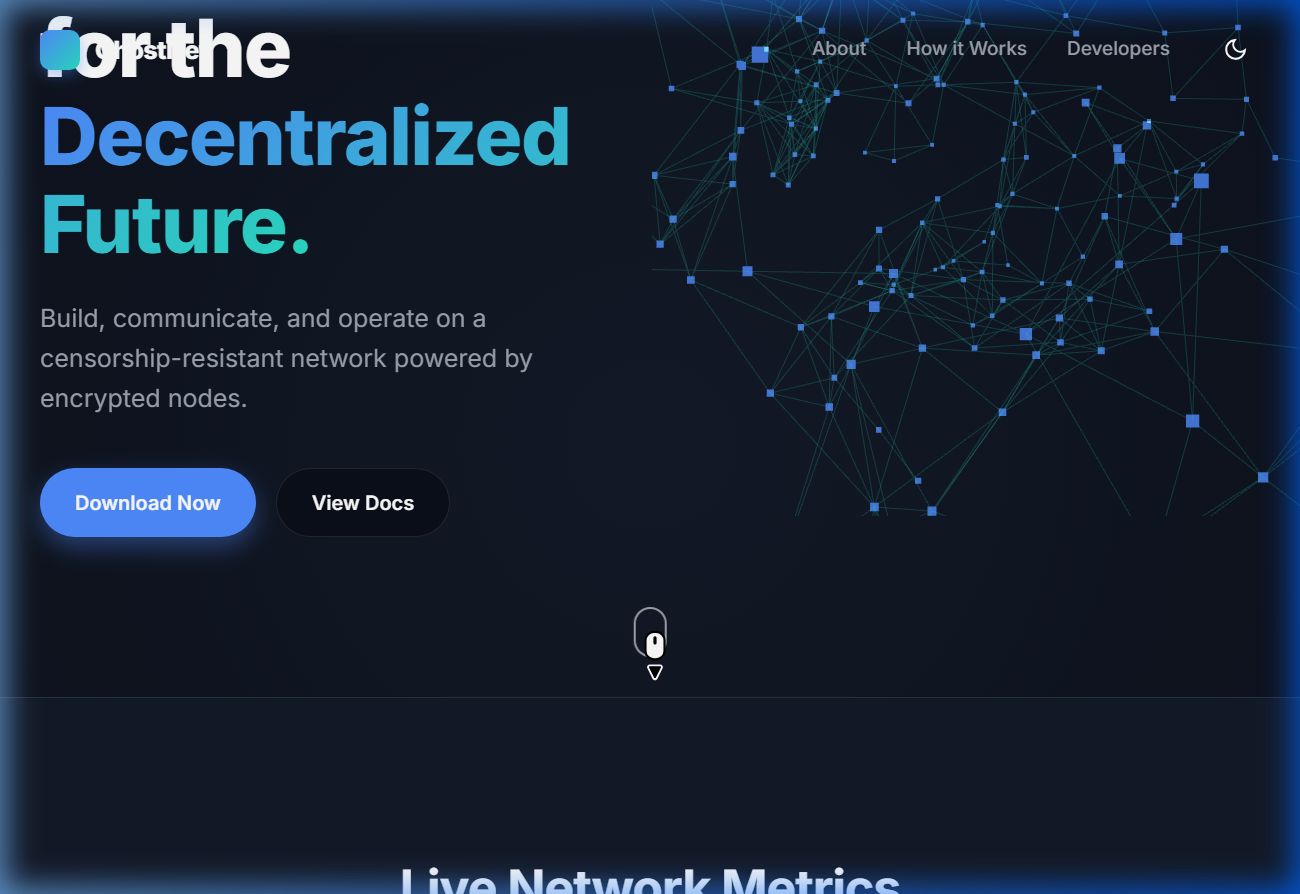 for the
About
How it Works
Developers
Decentralized
Future.
Build, communicate, and operate on a
censorship-resistant network powered by
encrypted nodes.
Download Now
View Docs
Live Network Metrics